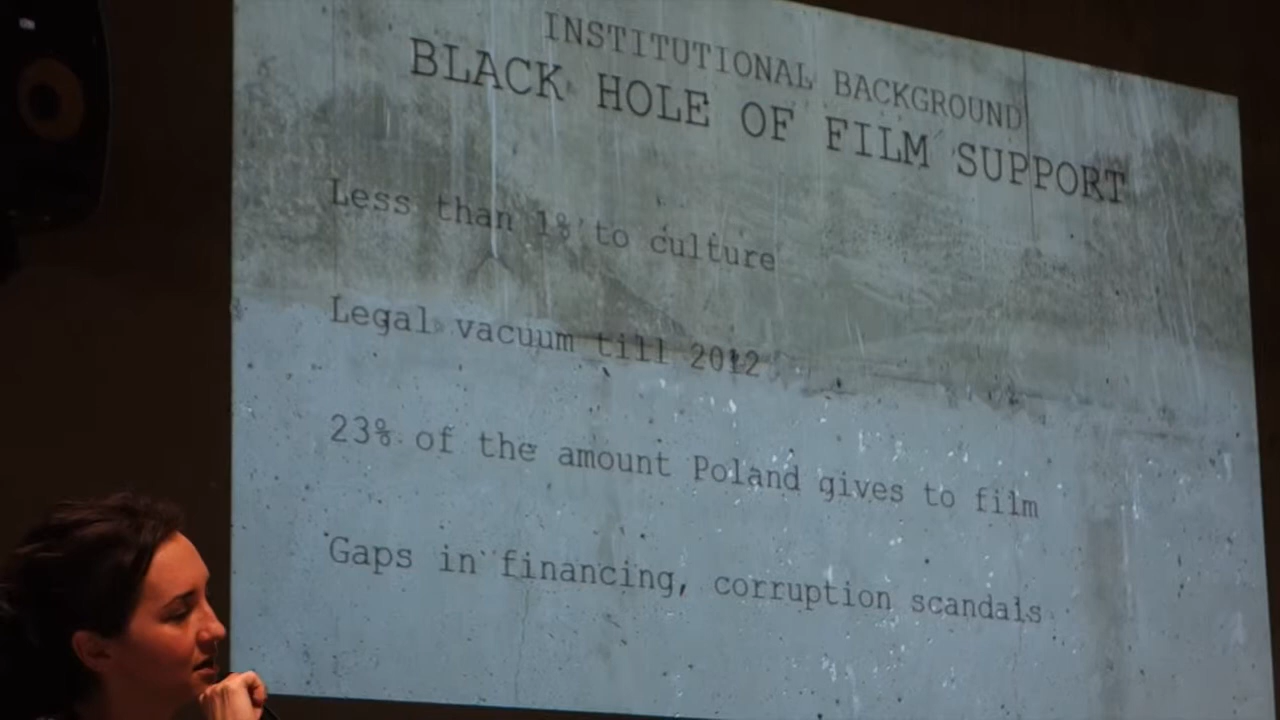 INSTITUTIONAL BACKGROUND
BLACK HOLE OF FILM SUPPORT
Less than 1% to culture
Legal vacuum till 2012
23% of the amount Poland gives to film
Gaps in financing, corruption scandals